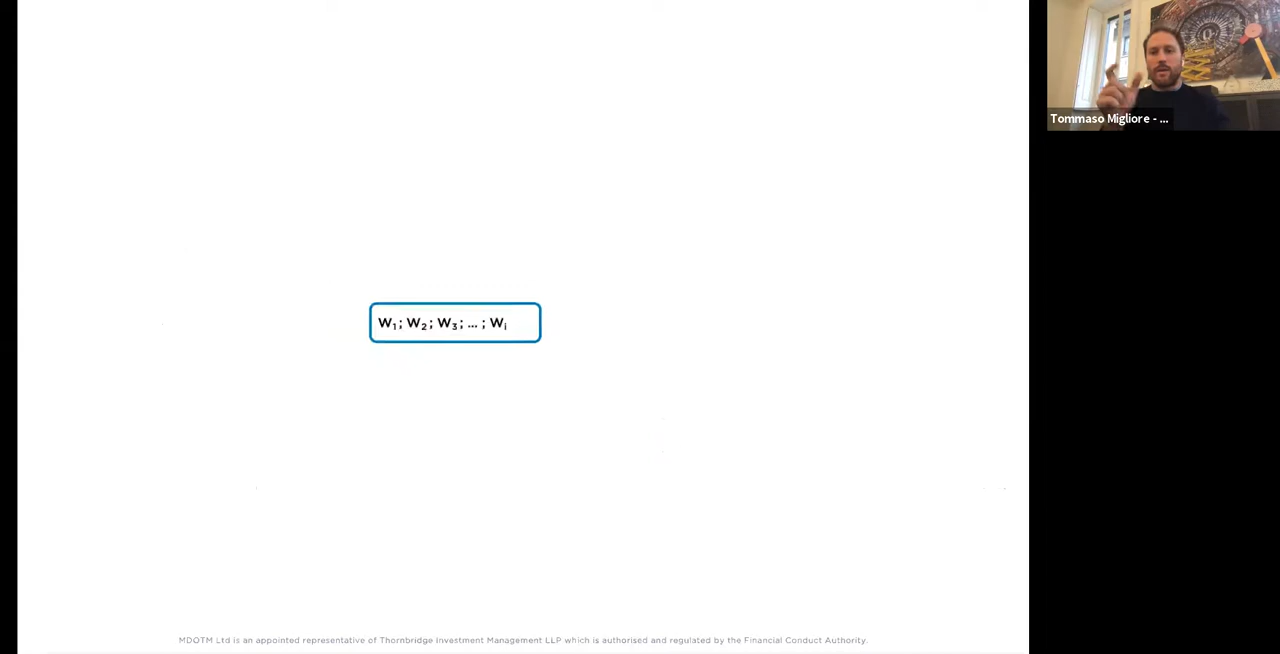 Tommaso Migliore - ...
W₁; W₂; W₃; ... ; Wᵢ
MDOTM Ltd is an appointed representative of Thornbridge Investment Management LLP which is authorised and regulated by the Financial Conduct Authority.